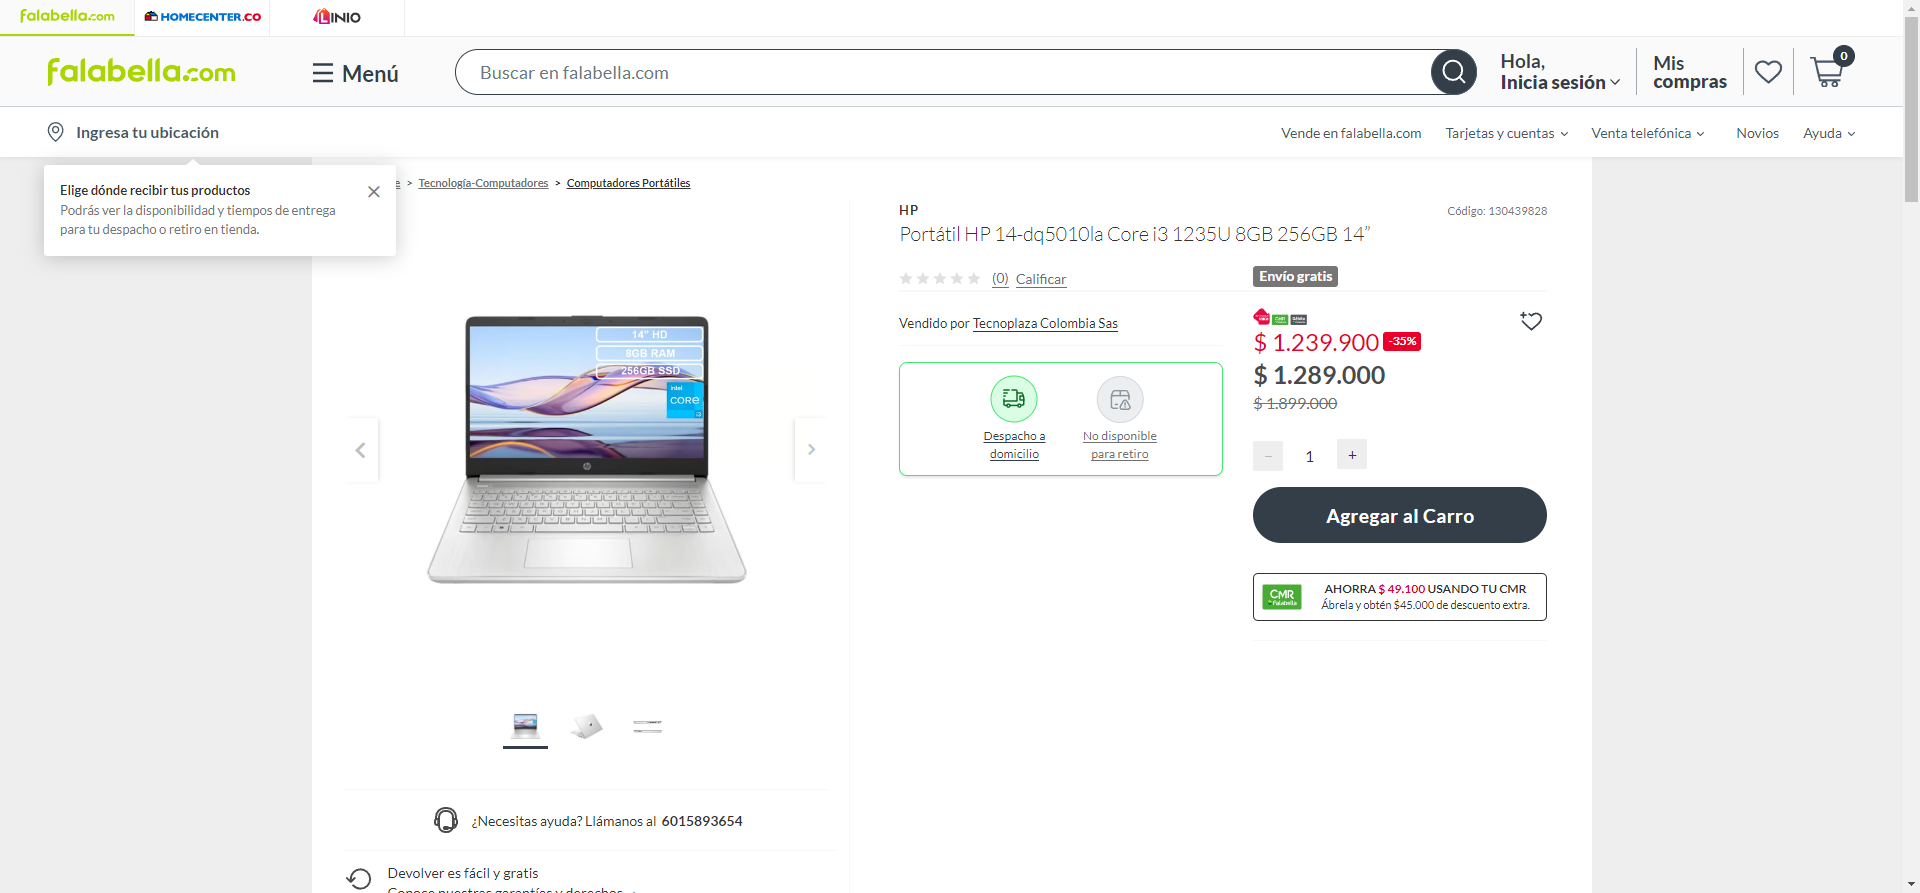 falabella.com
HOMECENTER.CO
LINIO
falabella.com
Menú
Buscar en falabella.com
Hola,
Inicia sesión
Mis
compras
0
Ingresa tu ubicación
Vende en falabella.com
Tarjetas y cuentas
Venta telefónica
Novios
Ayuda
Elige dónde recibir tus productos
Podrás ver la disponibilidad y tiempos de entrega
para tu despacho o retiro en tienda.
e > Tecnología-Computadores > Computadores Portátiles
HP
Código: 130439828
Portátil HP 14-dq5010la Core i3 1235U 8GB 256GB 14”
(0) Calificar
Envío gratis
Vendido por Tecnoplaza Colombia Sas
$ 1.239.900 -35%
$ 1.289.000
$ 1.899.000
Despacho a
domicilio
No disponible
para retiro
− 1 +
Agregar al Carro
CMR
Falabella
AHORRA $ 49.100 USANDO TU CMR
Ábrela y obtén $45.000 de descuento extra.
14" HD
8GB RAM
256GB SSD
intel
CORE
i3
hp
¿Necesitas ayuda? Llámanos al 6015893654
Devolver es fácil y gratis
Conoce nuestras garantías y derechos